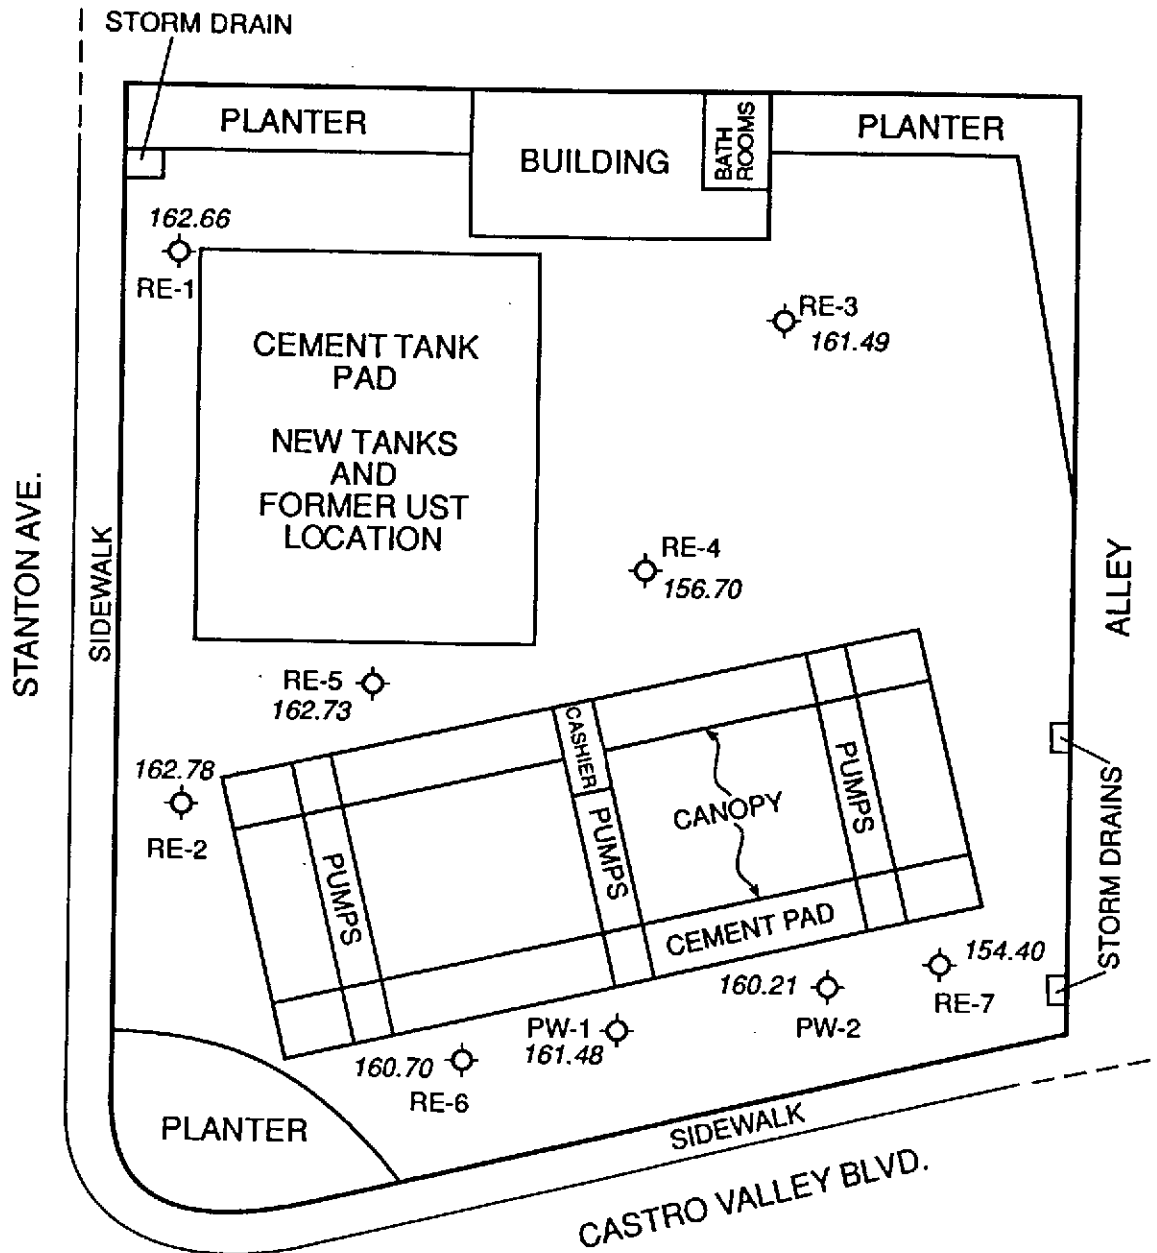 STORM DRAIN
PLANTER
BUILDING
BATH
ROOMS
PLANTER
162.66
RE-1
CEMENT TANK
PAD
NEW TANKS
AND
FORMER UST
LOCATION
RE-3
161.49
STANTON AVE.
SIDEWALK
RE-4
156.70
ALLEY
RE-5
162.73
162.78
RE-2
CASHIER
PUMPS
PUMPS
PUMPS
CANOPY
CEMENT PAD
STORM DRAINS
154.40
RE-7
160.21
PW-2
PW-1
161.48
160.70
RE-6
PLANTER
SIDEWALK
CASTRO VALLEY BLVD.